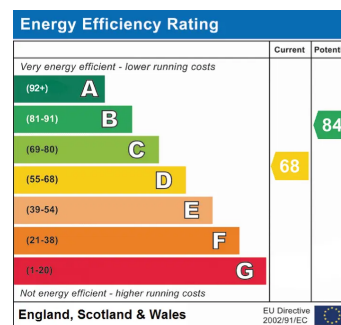 Energy Efficiency Rating
Current Potent
Very energy efficient - lower running costs
(92+) A
(81-91) B
84
(69-80) C
68
(55-68) D
(39-54) E
(21-38) F
(1-20) G
Not energy efficient - higher running costs
England, Scotland & Wales
EU Directive
2002/91/EC